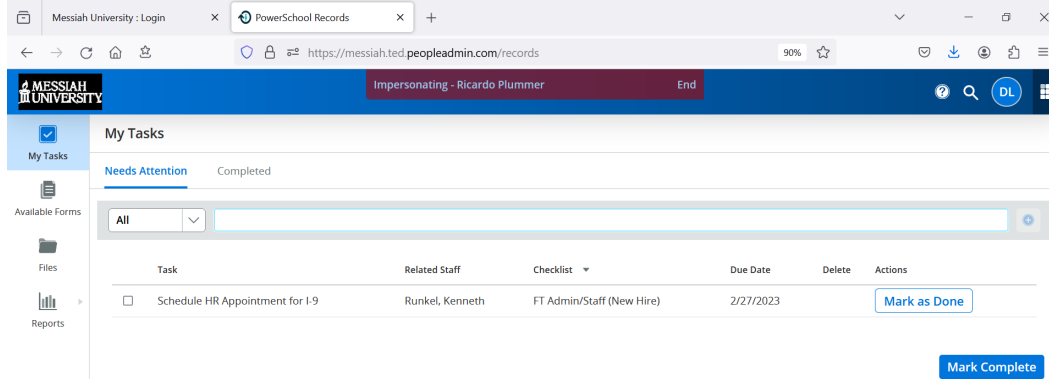 Messiah University : Login
PowerSchool Records
https://messiah.ted.peopleadmin.com/records
90%
MESSIAH
UNIVERSITY
Impersonating - Ricardo Plummer End
DL
My Tasks
My Tasks
Needs Attention Completed
Available Forms
All
Files
Task Related Staff Checklist Due Date Delete Actions
Schedule HR Appointment for I-9 Runkel, Kenneth FT Admin/Staff (New Hire) 2/27/2023 Mark as Done
Reports
Mark Complete